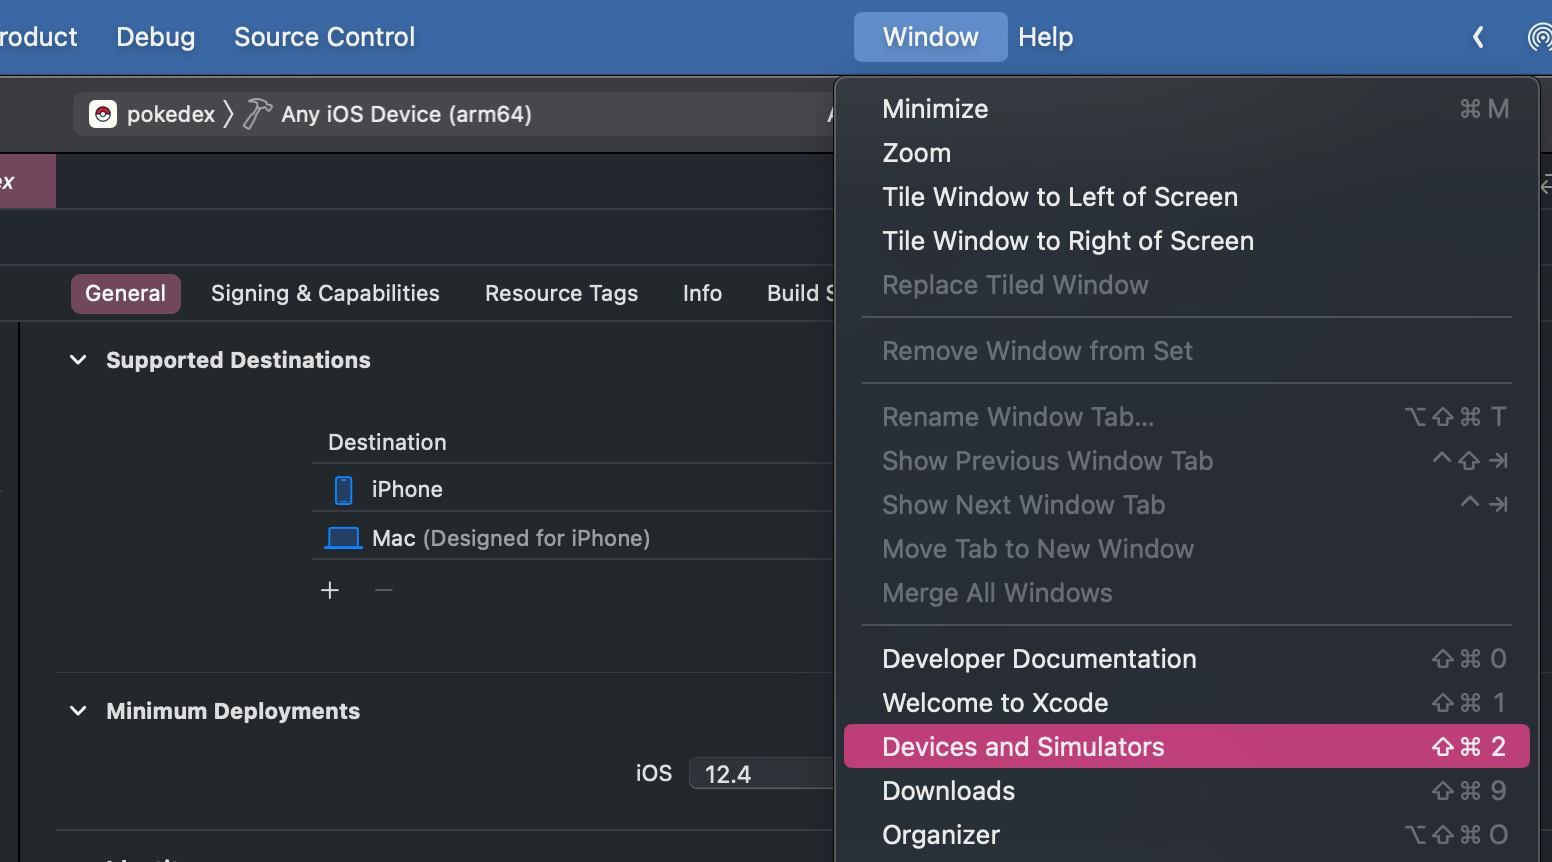 roduct Debug Source Control Window Help
pokedex Any iOS Device (arm64)
ex
General Signing & Capabilities Resource Tags Info Build S
Supported Destinations
Destination
iPhone
Mac (Designed for iPhone)
Minimum Deployments
iOS 12.4
Minimize ⌘ M
Zoom
Tile Window to Left of Screen
Tile Window to Right of Screen
Replace Tiled Window
Remove Window from Set
Rename Window Tab... ⌥⇧⌘ T
Show Previous Window Tab ^⇧⇥
Show Next Window Tab ^⇥
Move Tab to New Window
Merge All Windows
Developer Documentation ⇧⌘ 0
Welcome to Xcode ⇧⌘ 1
Devices and Simulators ⇧⌘ 2
Downloads ⇧⌘ 9
Organizer ⌥⇧⌘ O